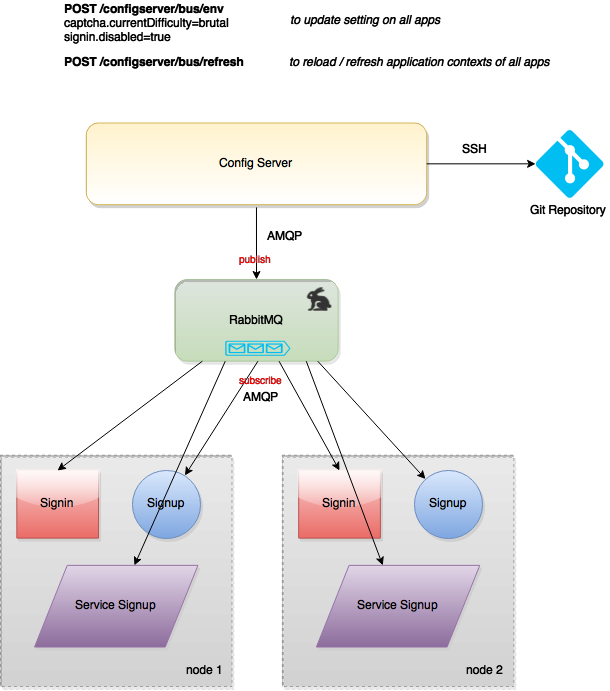 POST /configserver/bus/env
captcha.currentDifficulty=brutal
signin.disabled=true
to update setting on all apps
POST /configserver/bus/refresh
to reload / refresh application contexts of all apps
Config Server
SSH
Git Repository
AMQP
publish
RabbitMQ
subscribe
AMQP
Signin
Signup
Service Signup
node 1
Signin
Signup
Service Signup
node 2